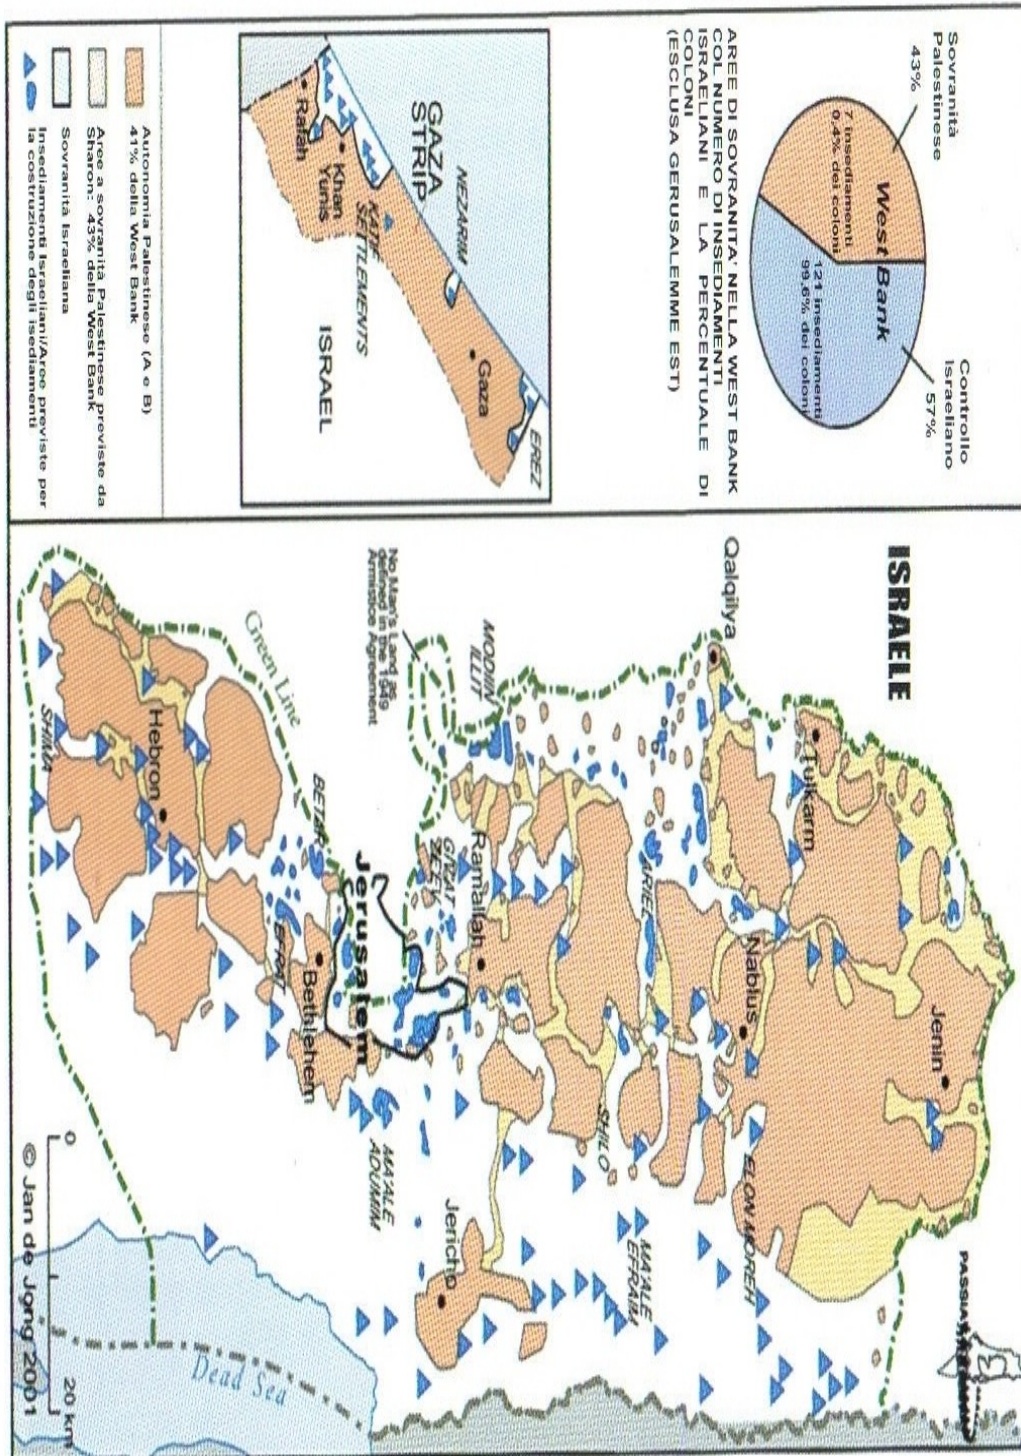 Sovranità
Palestinese
43%
Controllo
Israeliano
57%
West Bank
7 insediamenti
0,4% dei coloni
121 insediamenti
99,6% dei coloni
AREE DI SOVRANITA' NELLA WEST BANK
COL NUMERO DI INSEDIAMENTI
ISRAELIANI E LA PERCENTUALE DI
COLONI
(ESCLUSA GERUSALEMME EST)
GAZA
STRIP
NEZARIM
EREZ
Gaza
KATIF
SETTLEMENTS
Khan
Yunis
Rafah
ISRAEL
Autonomia Palestinese (A e B)
41% della West Bank
Aree a sovranità Palestinese previste da
Sharon: 43% della West Bank
Sovranità Israeliana
Insediamenti Israeliani/Aree previste per
la costruzione degli isediamenti
ISRAELE
PASSIA
Jenin
Tulkarm
Qalqilya
Nablus
ELON MOREH
ARIEL
SHILO
MA'ALE
EFRAIM
MODIIN
ILLIT
No Man's Land as
defined in the 1949
Armistice Agreement
Ramallah
GIVAT
ZE'EV
Jericho
Jerusalem
MA'ALE
ADUMIM
BETAR
Bethlehem
EFRAT
Green Line
Hebron
SHIMA
Dead Sea
0
20 km
© Jan de Jong 2001